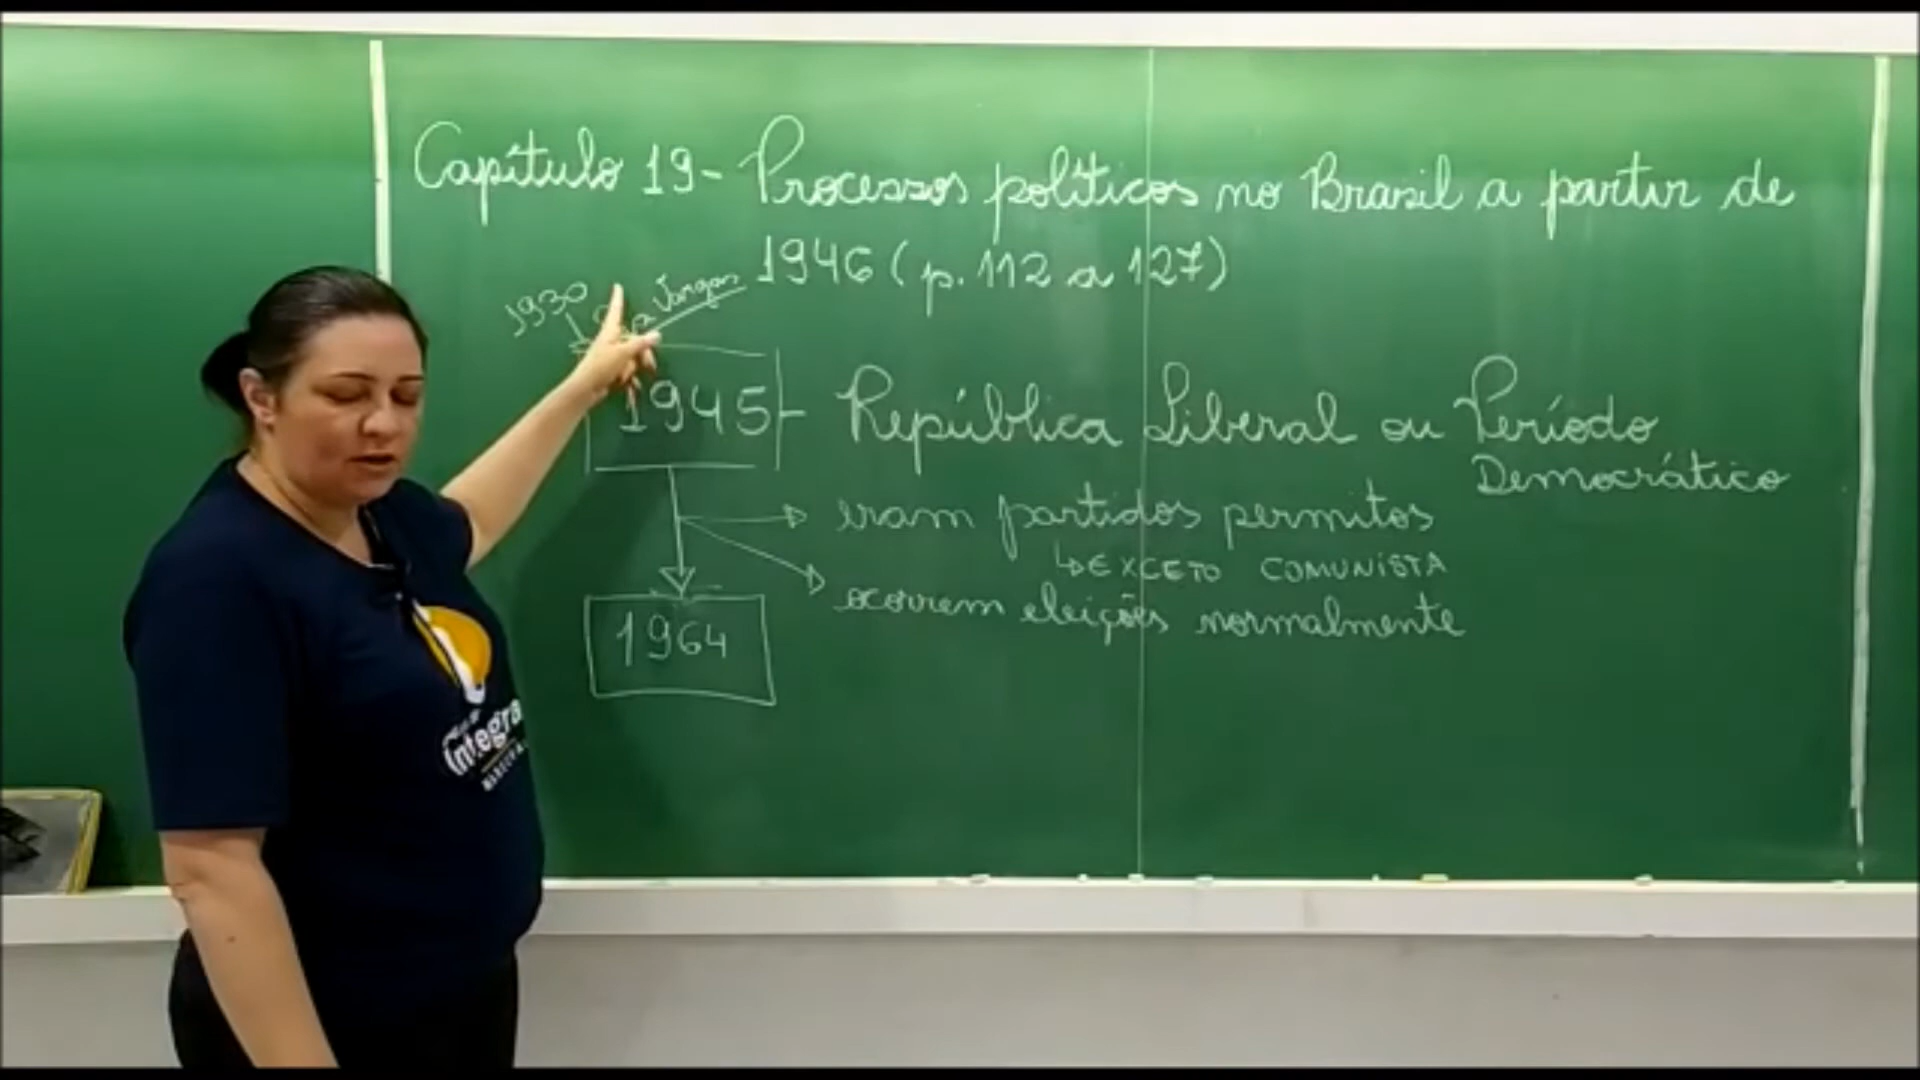 Capítulo 19 - Processos políticos no Brasil a partir de
1946 (p. 112 a 127)
1930
Vargas
1945 - República Liberal ou Período
Democrático
eram partidos permitos
↳ EXCETO COMUNISTA
ocorrem eleições normalmente
1964